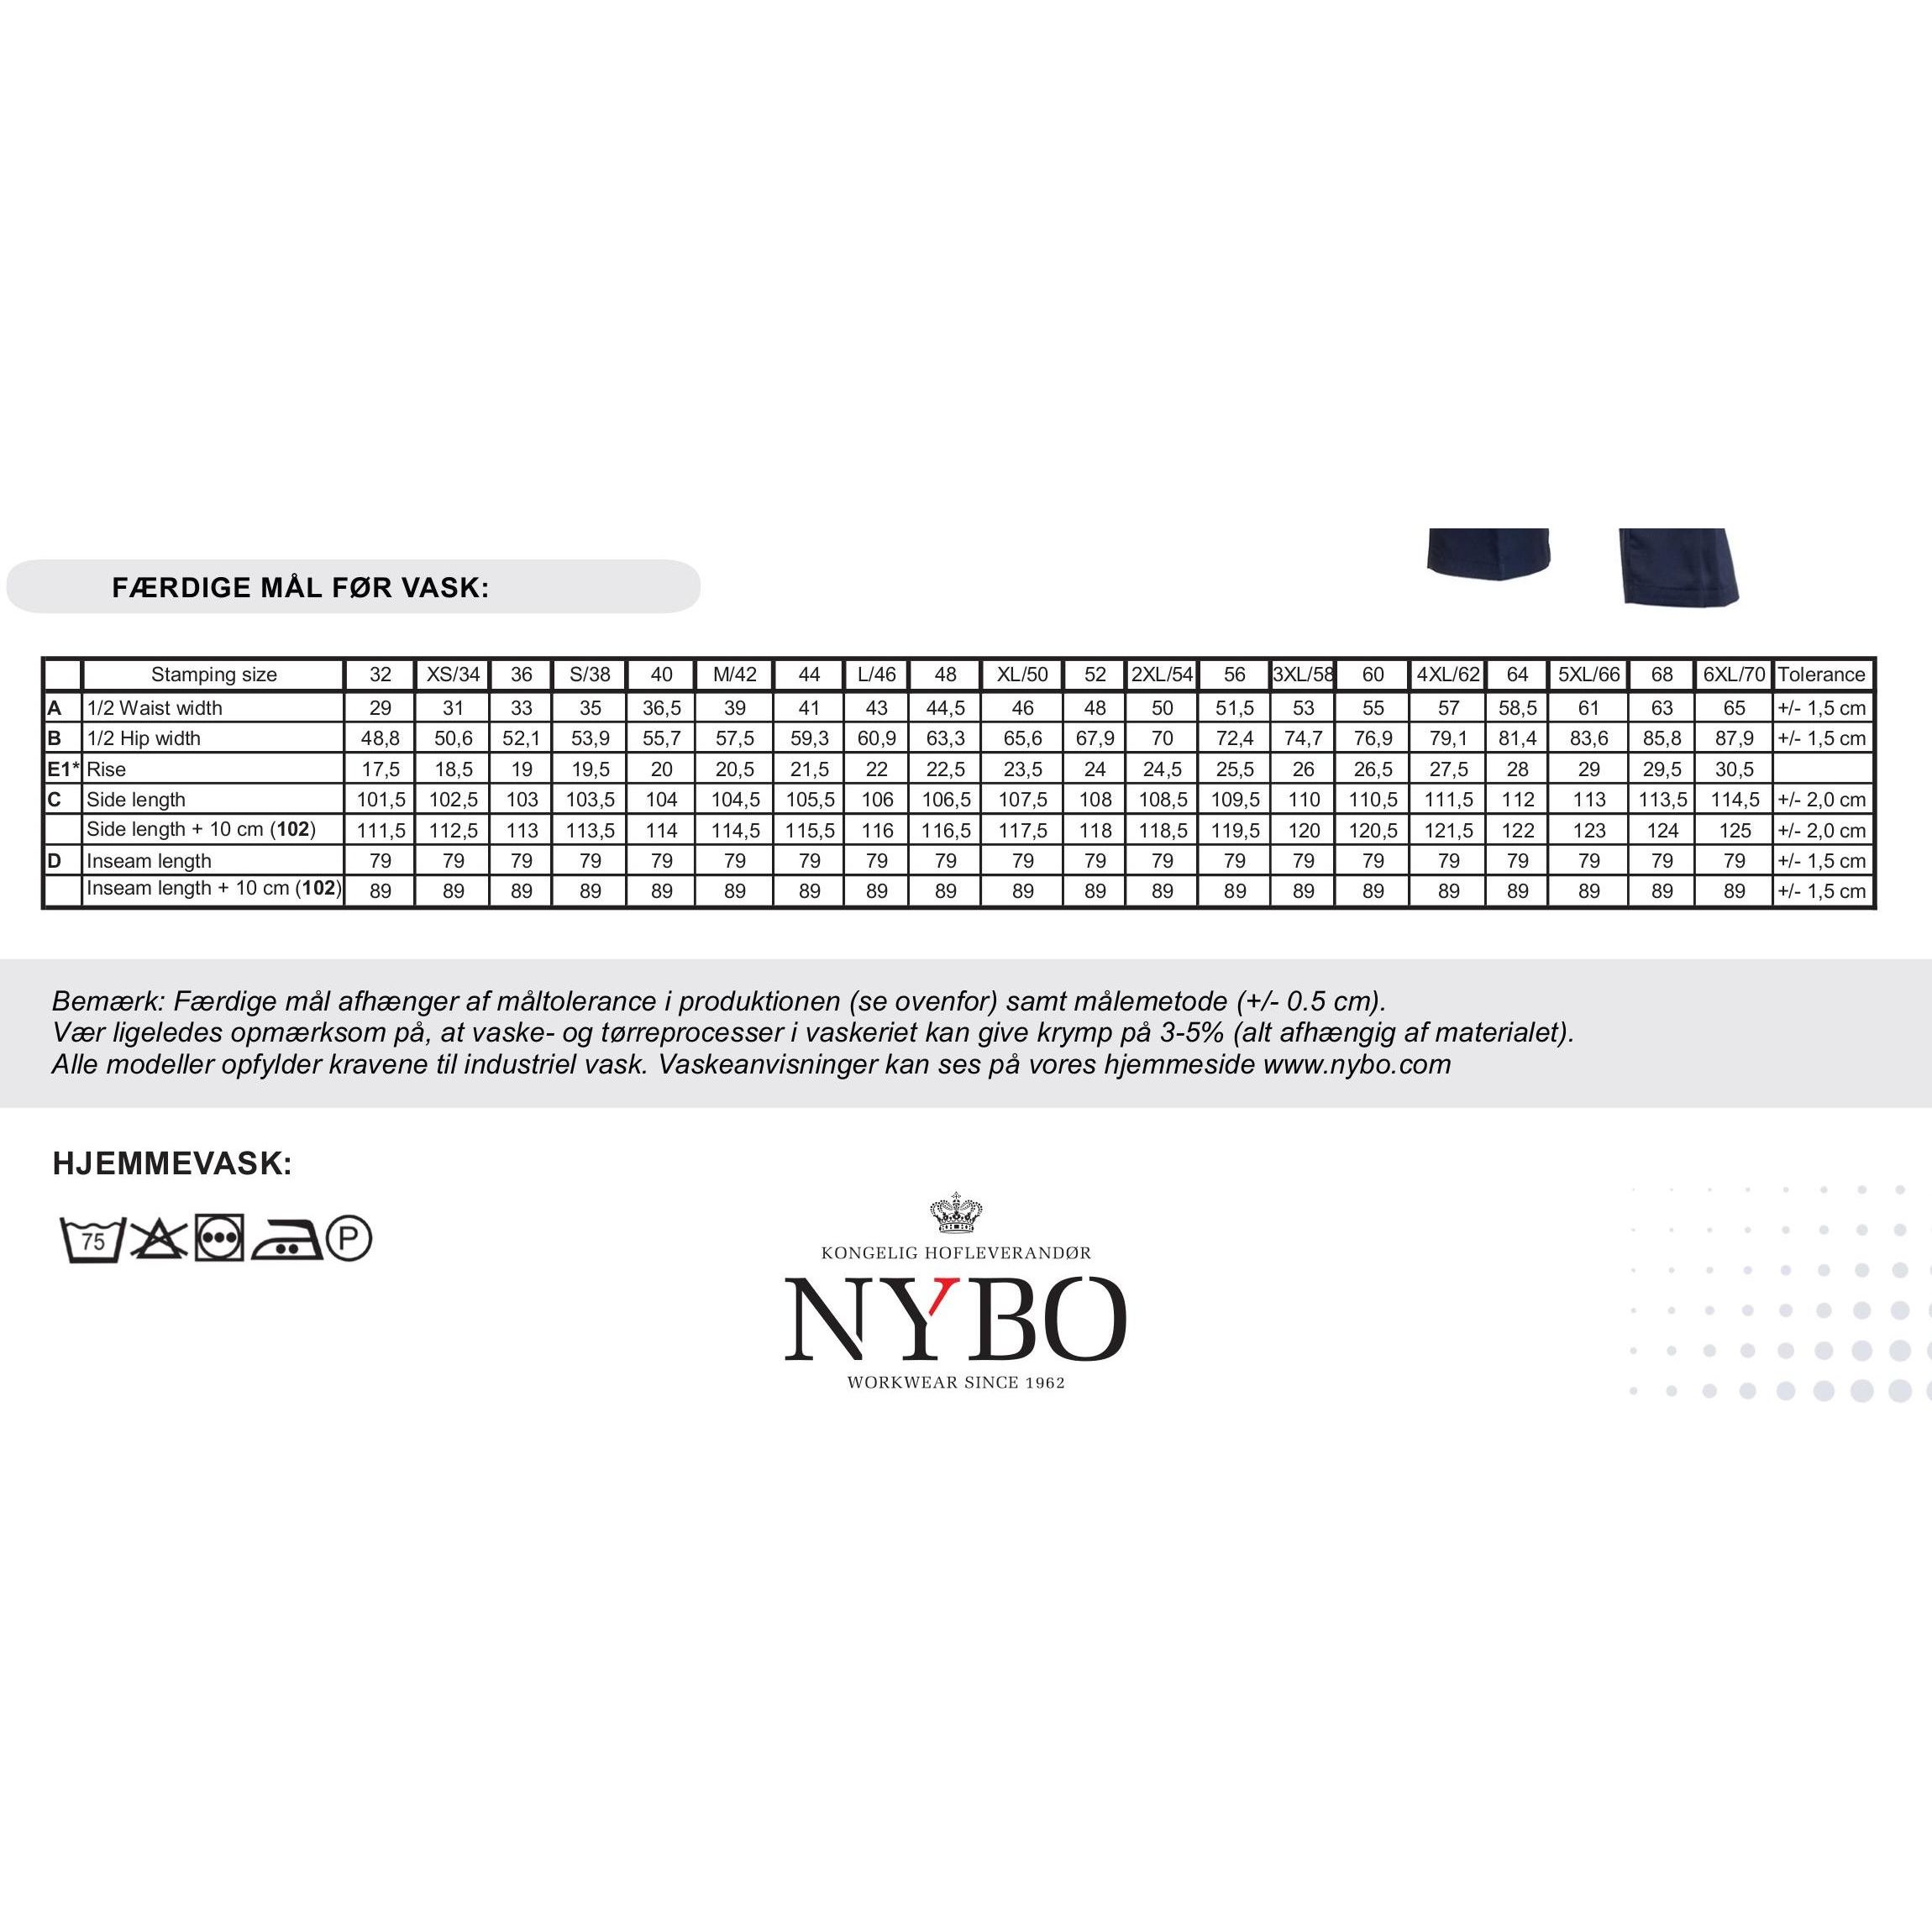 FÆRDIGE MÅL FØR VASK:
Stamping size 32 XS/34 36 S/38 40 M/42 44 L/46 48 XL/50 52 2XL/54 56 3XL/58 60 4XL/62 64 5XL/66 68 6XL/70 Tolerance
A 1/2 Waist width 29 31 33 35 36,5 39 41 43 44,5 46 48 50 51,5 53 55 57 58,5 61 63 65 +/- 1,5 cm
B 1/2 Hip width 48,8 50,6 52,1 53,9 55,7 57,5 59,3 60,9 63,3 65,6 67,9 70 72,4 74,7 76,9 79,1 81,4 83,6 85,8 87,9 +/- 1,5 cm
E1* Rise 17,5 18,5 19 19,5 20 20,5 21,5 22 22,5 23,5 24 24,5 25,5 26 26,5 27,5 28 29 29,5 30,5
C Side length 101,5 102,5 103 103,5 104 104,5 105,5 106 106,5 107,5 108 108,5 109,5 110 110,5 111,5 112 113 113,5 114,5 +/- 2,0 cm
Side length + 10 cm (102) 111,5 112,5 113 113,5 114 114,5 115,5 116 116,5 117,5 118 118,5 119,5 120 120,5 121,5 122 123 124 125 +/- 2,0 cm
D Inseam length 79 79 79 79 79 79 79 79 79 79 79 79 79 79 79 79 79 79 79 79 +/- 1,5 cm
Inseam length + 10 cm (102) 89 89 89 89 89 89 89 89 89 89 89 89 89 89 89 89 89 89 89 89 +/- 1,5 cm
Bemærk: Færdige mål afhænger af måltolerance i produktionen (se ovenfor) samt målemetode (+/- 0.5 cm).
Vær ligeledes opmærksom på, at vaske- og tørreprocesser i vaskeriet kan give krymp på 3-5% (alt afhængig af materialet).
Alle modeller opfylder kravene til industriel vask. Vaskeanvisninger kan ses på vores hjemmeside www.nybo.com
HJEMMEVASK:
75 P
KONGELIG HOFLEVERANDØR
NYBO
WORKWEAR SINCE 1962